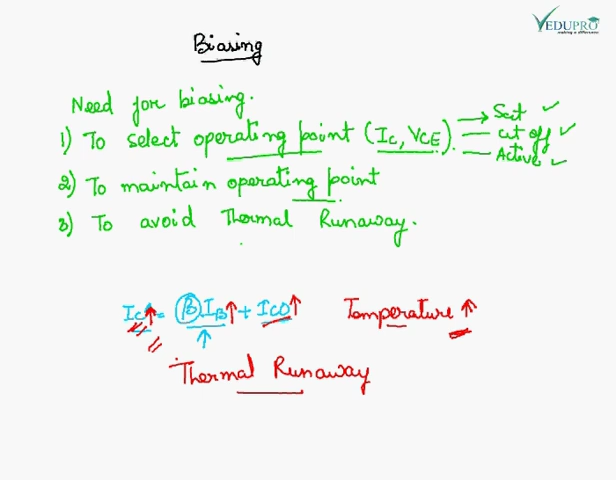 VEDUPRO
making a difference
Biasing
Need for biasing.
1) To select operating point (Ic, VCE).
Sat ✓
cut off ✓
Active ✓
2) To maintain operating point
3) To avoid Thermal Runaway.
Ic↑ = β IB↑ + ICO↑ Temperature ↑
↑
Thermal Runaway